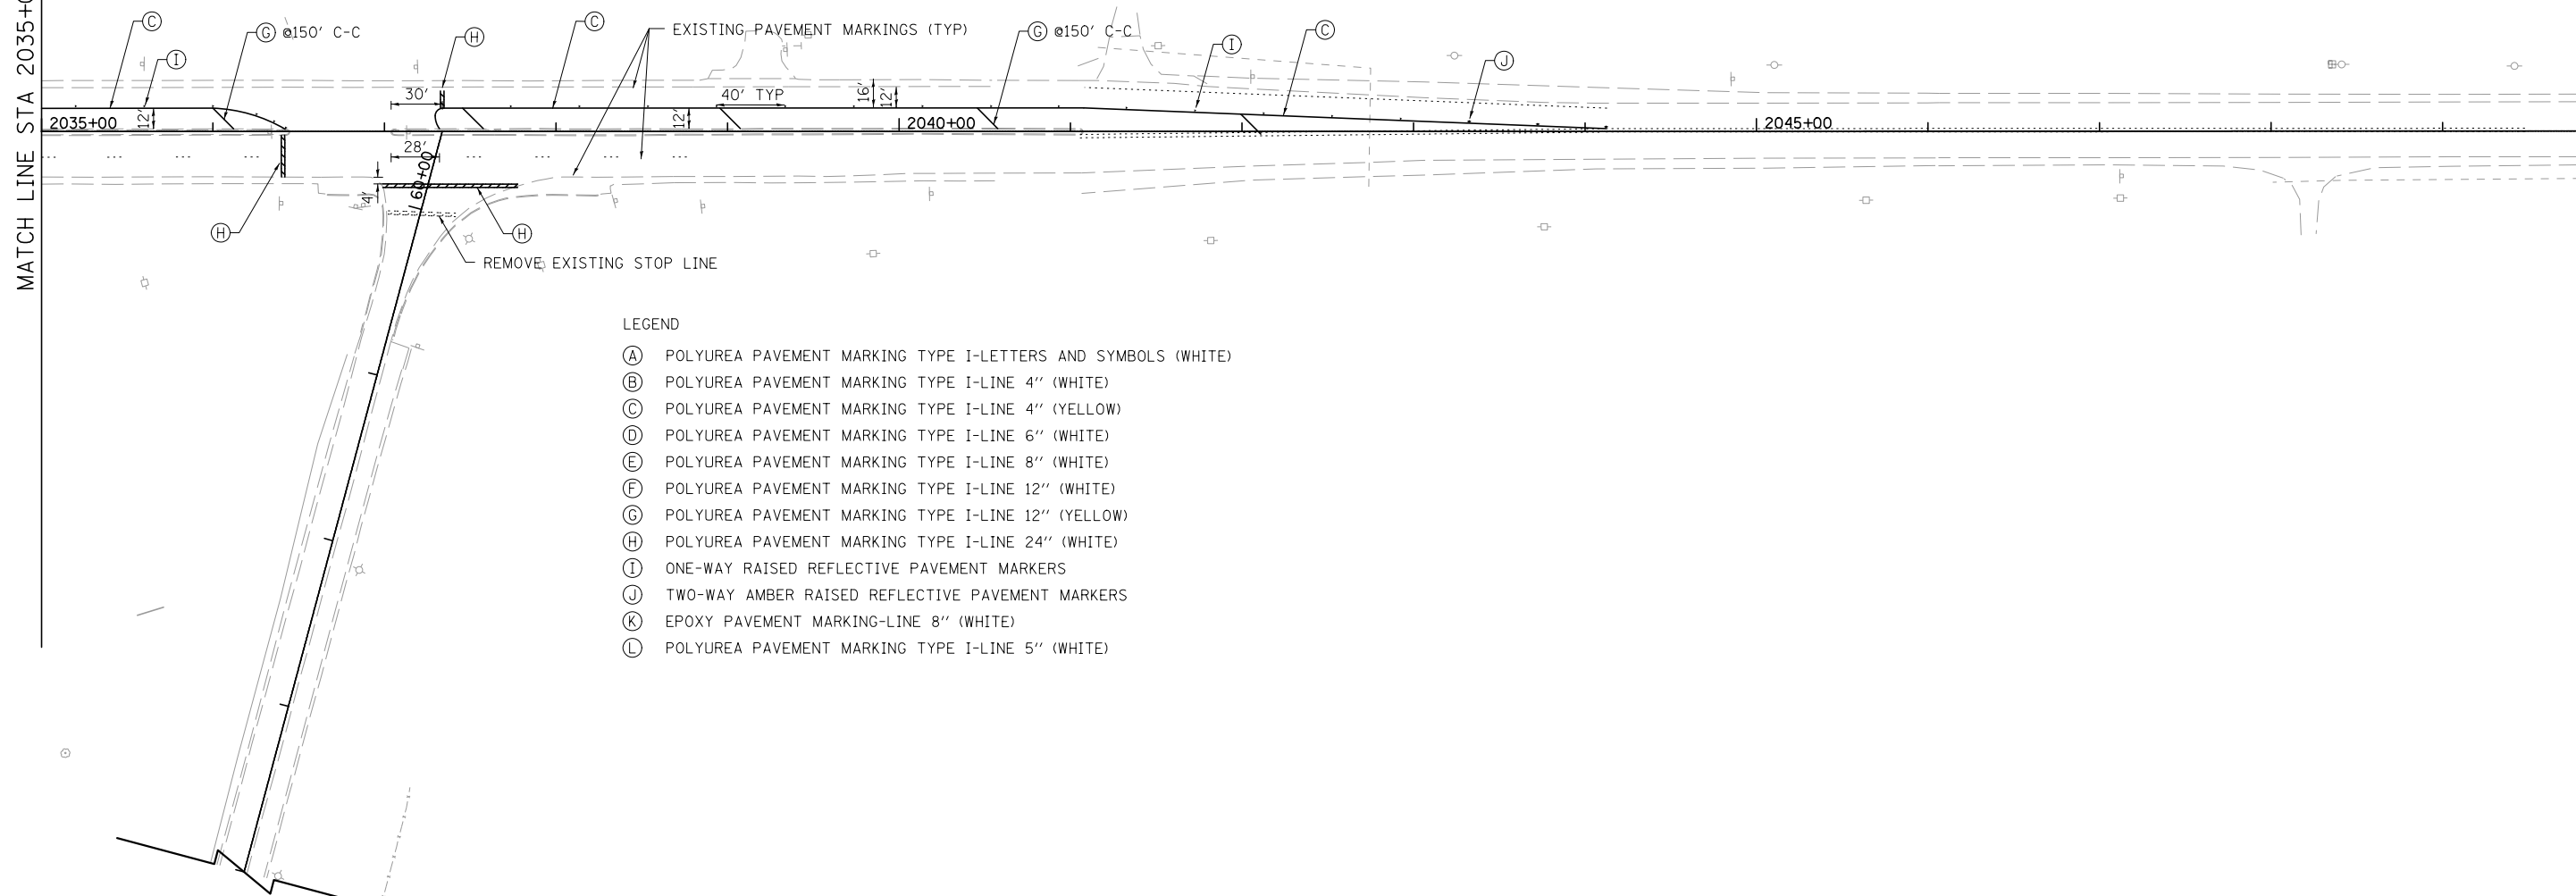 MATCH LINE STA 2035+0
C
G @150' C-C
H
C
EXISTING PAVEMENT MARKINGS (TYP)
G @150' C-C
I
C
I
J
30'
40' TYP
16'
12'
2035+00
12'
12'
2040+00
2045+00
28'
60+00
4'
H
H
REMOVE EXISTING STOP LINE
LEGEND
A POLYUREA PAVEMENT MARKING TYPE I-LETTERS AND SYMBOLS (WHITE)
B POLYUREA PAVEMENT MARKING TYPE I-LINE 4'' (WHITE)
C POLYUREA PAVEMENT MARKING TYPE I-LINE 4'' (YELLOW)
D POLYUREA PAVEMENT MARKING TYPE I-LINE 6'' (WHITE)
E POLYUREA PAVEMENT MARKING TYPE I-LINE 8'' (WHITE)
F POLYUREA PAVEMENT MARKING TYPE I-LINE 12'' (WHITE)
G POLYUREA PAVEMENT MARKING TYPE I-LINE 12'' (YELLOW)
H POLYUREA PAVEMENT MARKING TYPE I-LINE 24'' (WHITE)
I ONE-WAY RAISED REFLECTIVE PAVEMENT MARKERS
J TWO-WAY AMBER RAISED REFLECTIVE PAVEMENT MARKERS
K EPOXY PAVEMENT MARKING-LINE 8'' (WHITE)
L POLYUREA PAVEMENT MARKING TYPE I-LINE 5'' (WHITE)